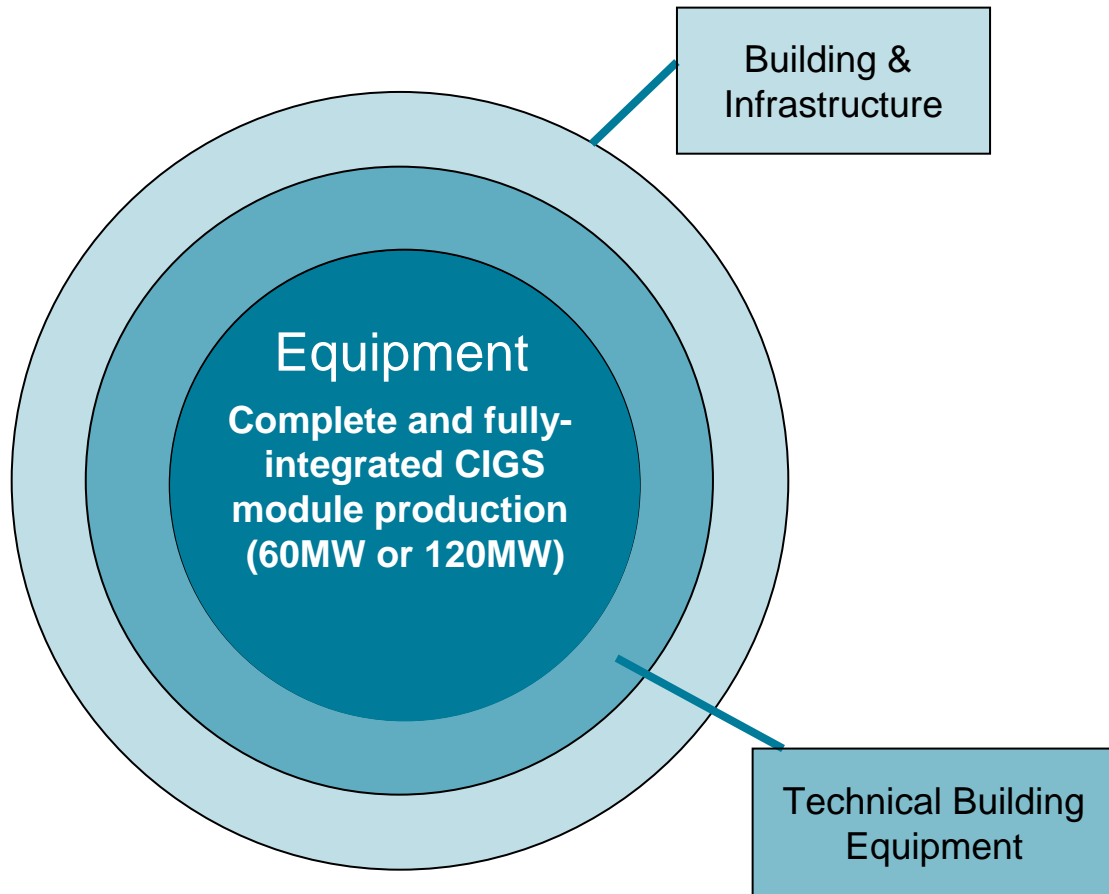 Building &
Infrastructure
Equipment
Complete and fully-
integrated CIGS
module production
(60MW or 120MW)
Technical Building
Equipment